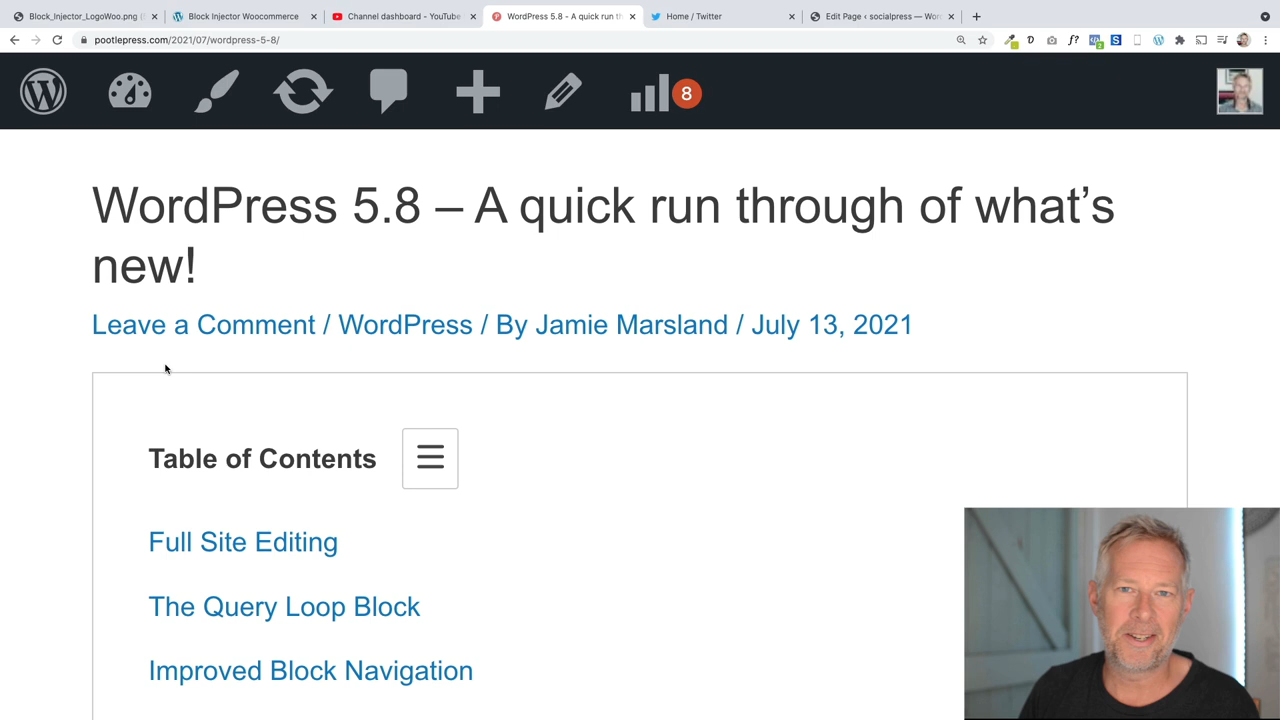 Block_Injector_LogoWoo.png (
Block Injector Woocommerce
Channel dashboard - YouTube
WordPress 5.8 - A quick run th
Home / Twitter
Edit Page ‹ socialpress — Wor
pootlepress.com/2021/07/wordpress-5-8/
8
WordPress 5.8 – A quick run through of what’s
new!
Leave a Comment / WordPress / By Jamie Marsland / July 13, 2021
Table of Contents
Full Site Editing
The Query Loop Block
Improved Block Navigation